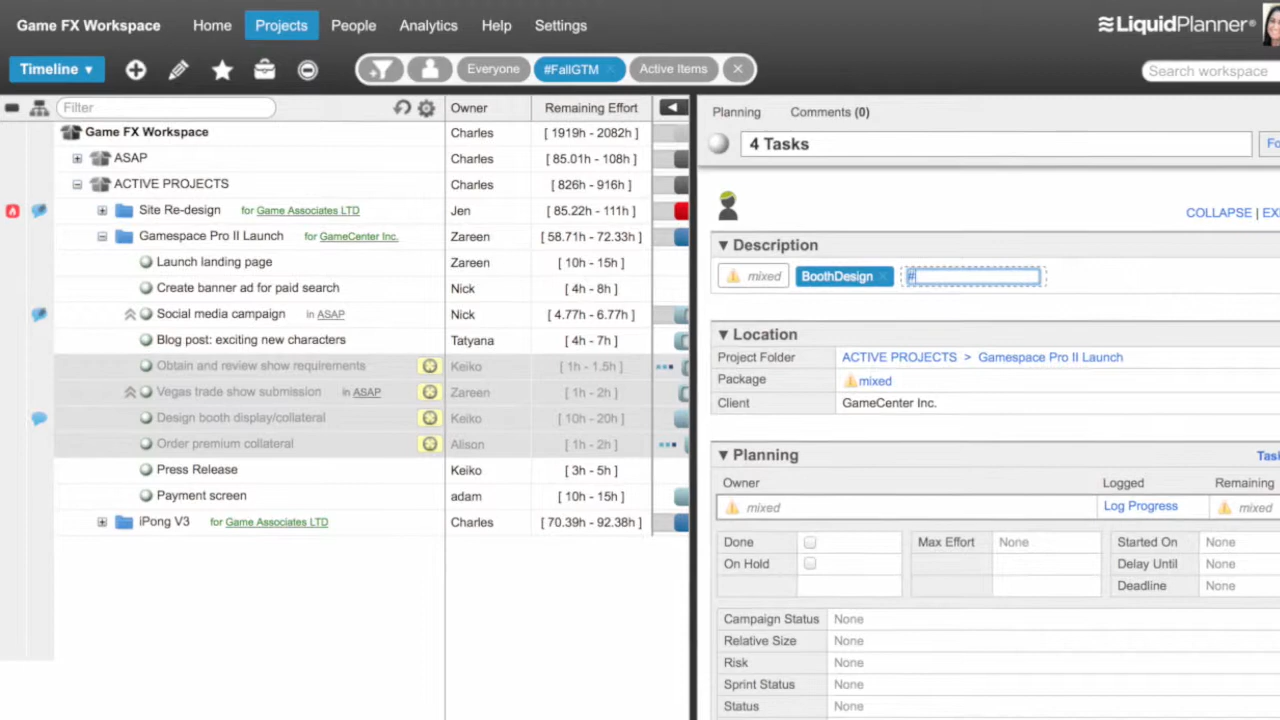 Game FX Workspace Home Projects People Analytics Help Settings LiquidPlanner®
Timeline ▼ Everyone #FallGTM × Active Items × Search workspace
Filter Owner Remaining Effort
Game FX Workspace Charles [ 1919h - 2082h ]
ASAP Charles [ 85.01h - 108h ]
ACTIVE PROJECTS Charles [ 826h - 916h ]
Site Re-design for Game Associates LTD Jen [ 85.22h - 111h ]
Gamespace Pro II Launch for GameCenter Inc. Zareen [ 58.71h - 72.33h ]
Launch landing page Zareen [ 10h - 15h ]
Create banner ad for paid search Nick [ 4h - 8h ]
Social media campaign in ASAP Nick [ 4.77h - 6.77h ]
Blog post: exciting new characters Tatyana [ 4h - 7h ]
Obtain and review show requirements Keiko [ 1h - 1.5h ]
Vegas trade show submission in ASAP Zareen [ 1h - 2h ]
Design booth display/collateral Keiko [ 10h - 20h ]
Order premium collateral Alison [ 1h - 2h ]
Press Release Keiko [ 3h - 5h ]
Payment screen adam [ 10h - 15h ]
iPong V3 for Game Associates LTD Charles [ 70.39h - 92.38h ]
Planning Comments (0)
4 Tasks
COLLAPSE |
▼ Description
mixed BoothDesign × #
▼ Location
Project Folder ACTIVE PROJECTS > Gamespace Pro II Launch
Package mixed
Client GameCenter Inc.
▼ Planning
Owner Logged Remaining
mixed Log Progress mixed
Done Max Effort None Started On None
On Hold Delay Until None
Deadline None
Campaign Status None
Relative Size None
Risk None
Sprint Status None
Status None